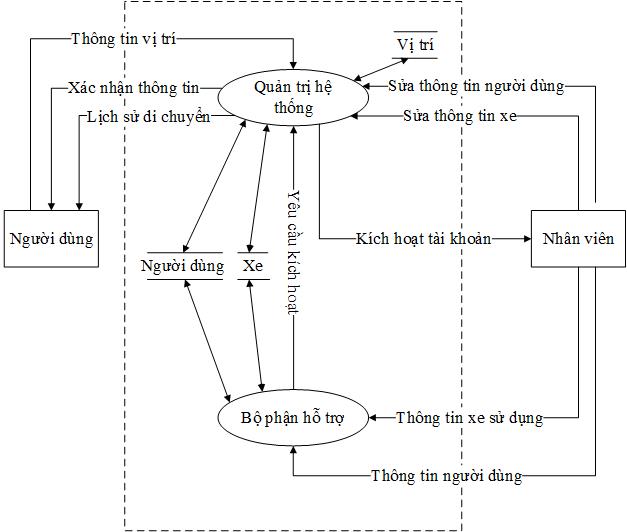 Thông tin vị trí
Vị trí
Xác nhận thông tin
Quản trị hệ
thống
Sửa thông tin người dùng
Lịch sử di chuyển
Sửa thông tin xe
Yêu cầu kích hoạt
Người dùng
Kích hoạt tài khoản
Nhân viên
Người dùng
Xe
Bộ phận hỗ trợ
Thông tin xe sử dụng
Thông tin người dùng